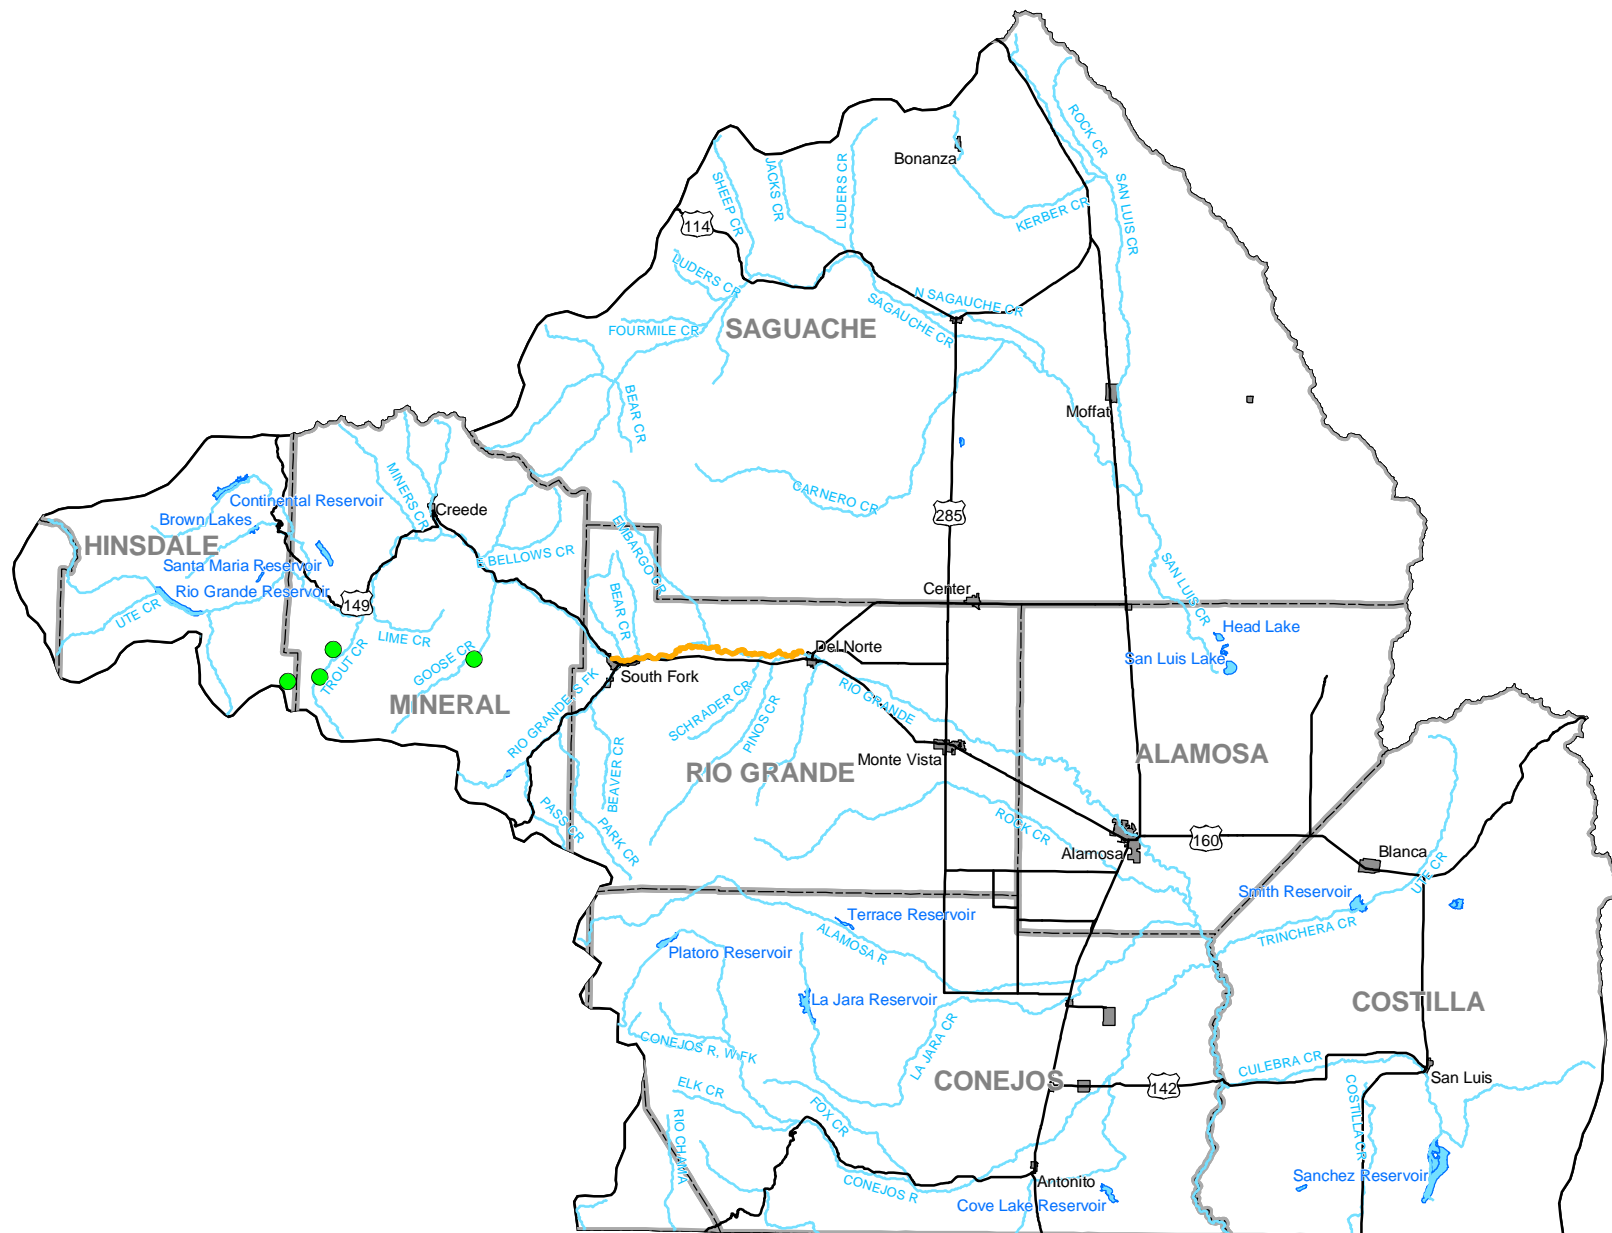 ROCK CR
Bonanza
LUDERS CR
JACKS CR
SHEEP CR
SAN LUIS CR
KERBER CR
114
LUDERS CR
N SAGAUCHE CR
SAGAUCHE CR
FOURMILE CR
SAGUACHE
BEAR CR
Moffat
MINERS CR
Continental Reservoir
CARNERO CR
Creede
285
Brown Lakes
EMBARGO CR
HINSDALE
E BELLOWS CR
Santa Maria Reservoir
Rio Grande Reservoir
SAN LUIS CR
Center
149
UTE CR
BEAR CR
LIME CR
Head Lake
Del Norte
San Luis Lake
TROUT CR
GOOSE CR
South Fork
MINERAL
RIO GRANDE, S FK
SCHRADER CR
PINOS CR
RIO GRANDE
Monte Vista
ALAMOSA
RIO GRANDE
BEAVER CR
PASS CR
PARK CR
ROCK CR
Alamosa
160
Blanca
UTE CR
Smith Reservoir
Terrace Reservoir
ALAMOSA R
TRINCHERA CR
Platoro Reservoir
La Jara Reservoir
COSTILLA
CONEJOS R, W FK
LA JARA CR
CULEBRA CR
CONEJOS
142
San Luis
ELK CR
FOX CR
COSTILLA CR
RIO CHAMA
Sanchez Reservoir
Antonito
CONEJOS R
Cove Lake Reservoir